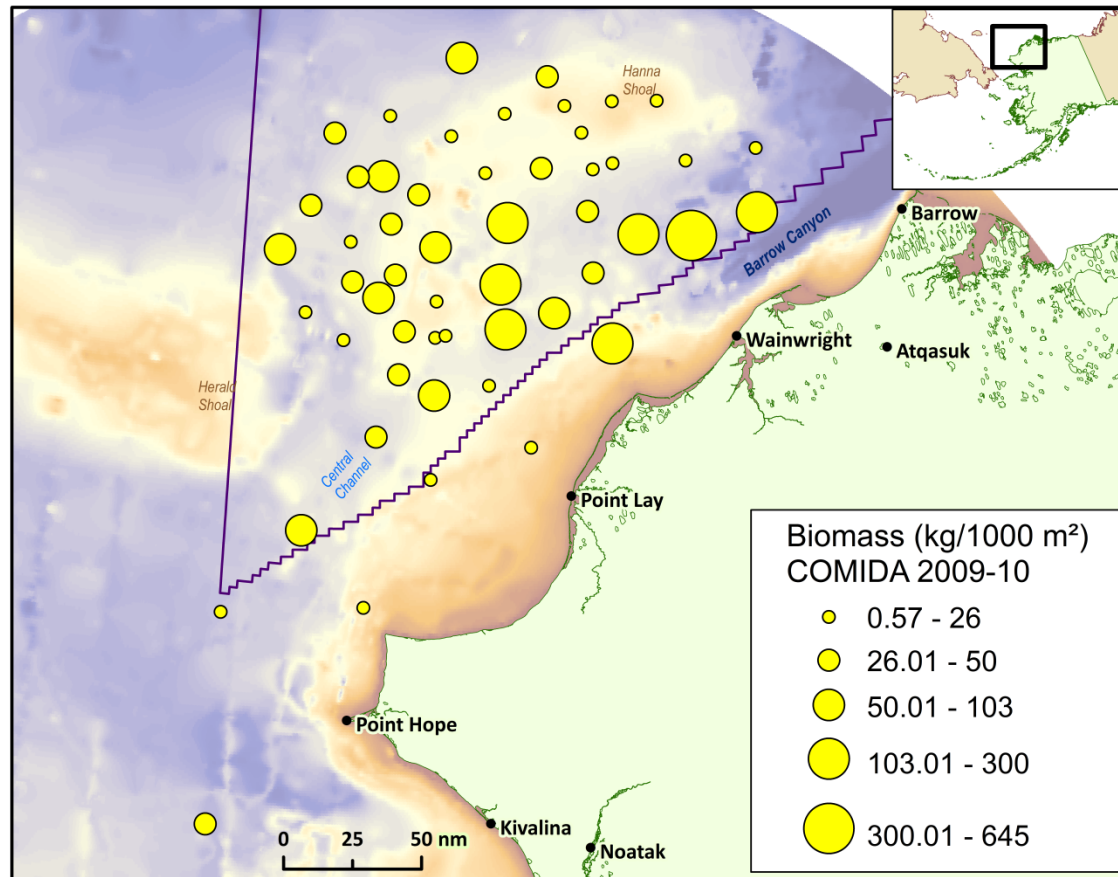 Hanna
Shoal
Barrow
Barrow Canyon
Wainwright
Atqasuk
Herald
Shoal
Central
Channel
Point Lay
Point Hope
Kivalina
Noatak
0 25 50 nm
Biomass (kg/1000 m²)
COMIDA 2009-10
0.57 - 26
26.01 - 50
50.01 - 103
103.01 - 300
300.01 - 645